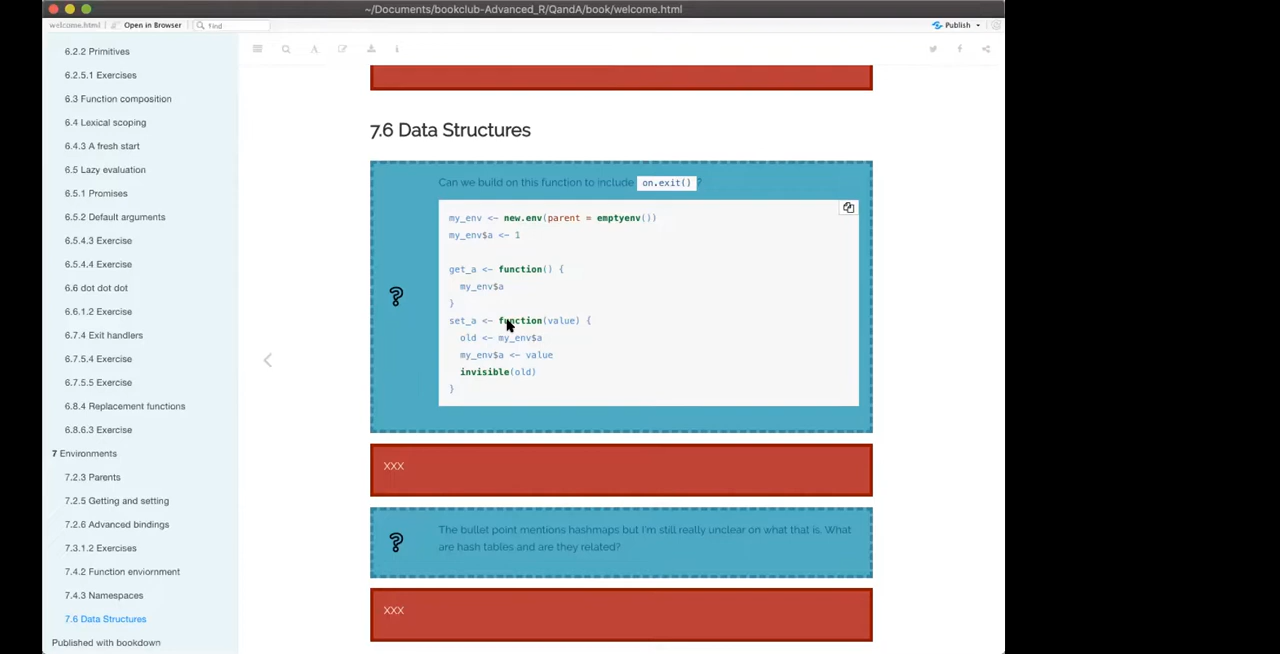 ~/Documents/bookclub-Advanced_R/QandA/book/welcome.html
welcome.html
Open in Browser
Find
Publish
6.2.2 Primitives
6.2.5.1 Exercises
6.3 Function composition
6.4 Lexical scoping
6.4.3 A fresh start
6.5 Lazy evaluation
6.5.1 Promises
6.5.2 Default arguments
6.5.4.3 Exercise
6.5.4.4 Exercise
6.6 dot dot dot
6.6.1.2 Exercise
6.7.4 Exit handlers
6.7.5.4 Exercise
6.7.5.5 Exercise
6.8.4 Replacement functions
6.8.6.3 Exercise
7 Environments
7.2.3 Parents
7.2.5 Getting and setting
7.2.6 Advanced bindings
7.3.1.2 Exercises
7.4.2 Function enviornment
7.4.3 Namespaces
7.6 Data Structures
Published with bookdown
7.6 Data Structures
Can we build on this function to include on.exit() ?
my_env <- new.env(parent = emptyenv())
my_env$a <- 1
get_a <- function() {
my_env$a
}
set_a <- function(value) {
old <- my_env$a
my_env$a <- value
invisible(old)
}
XXX
The bullet point mentions hashmaps but I'm still really unclear on what that is. What
are hash tables and are they related?
XXX